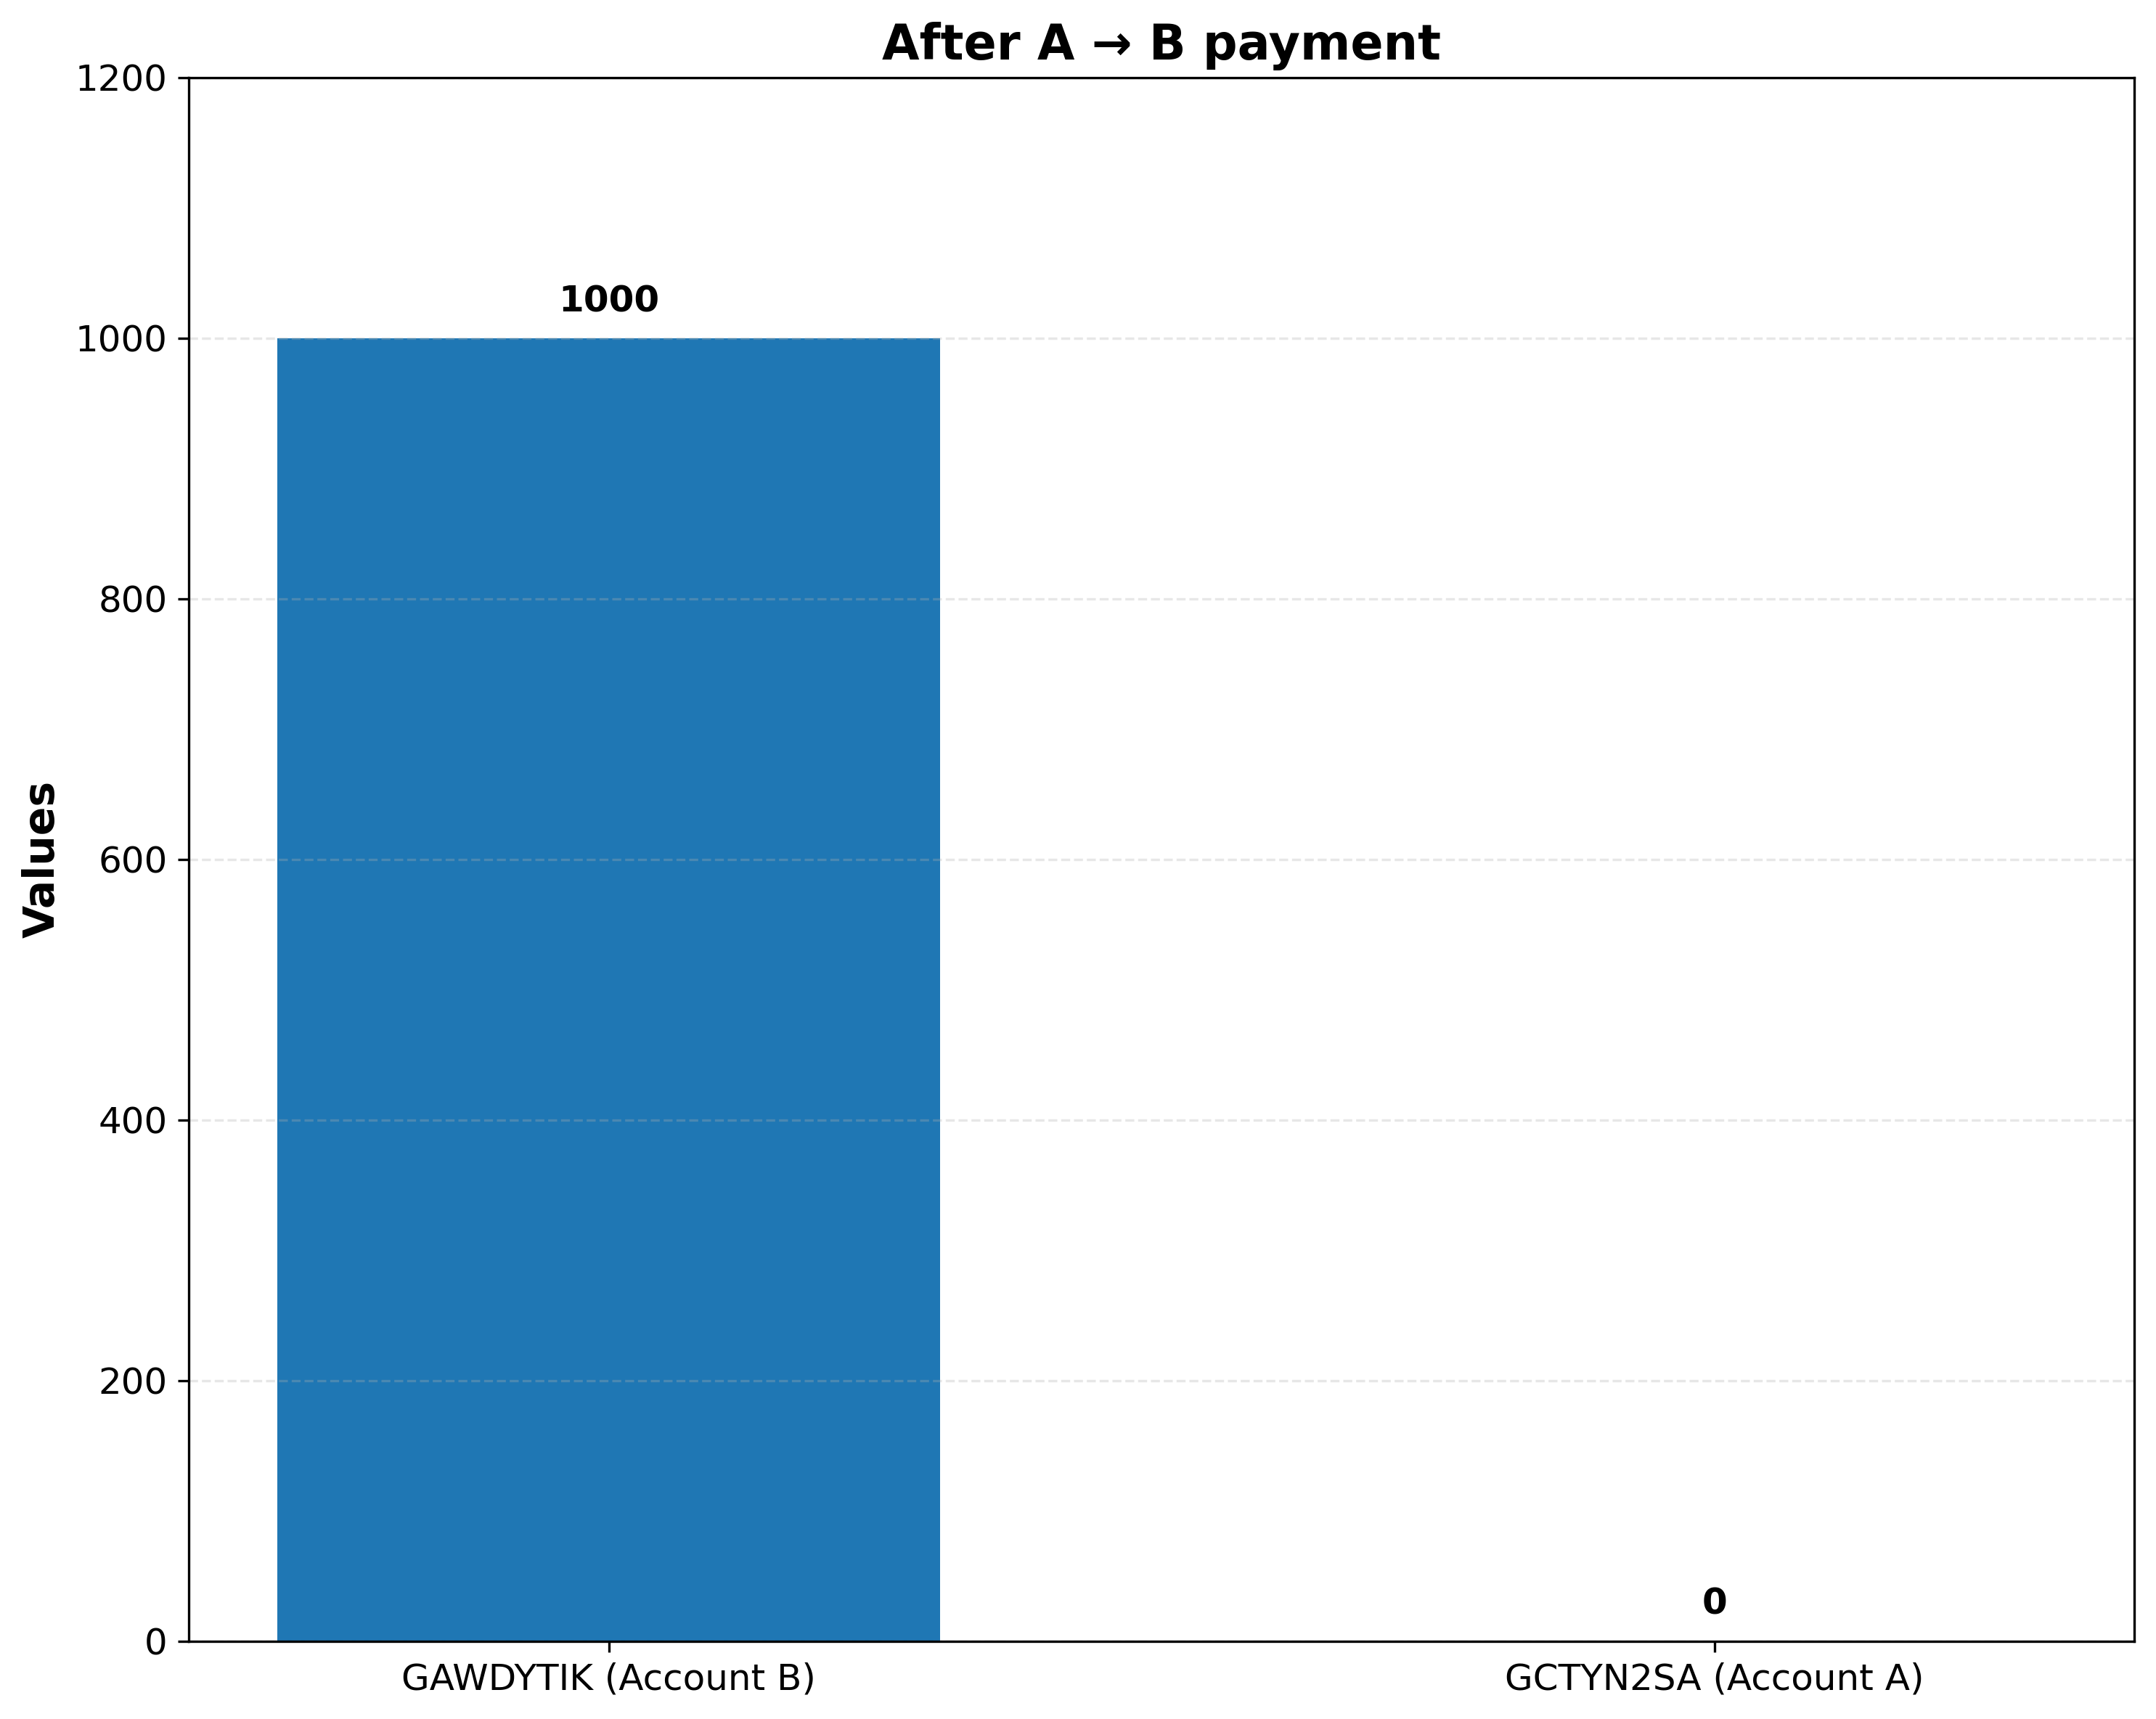 After A → B payment
Values
1200
1000
800
600
400
200
0
1000
0
GAWDYTIK (Account B)
GCTYN2SA (Account A)